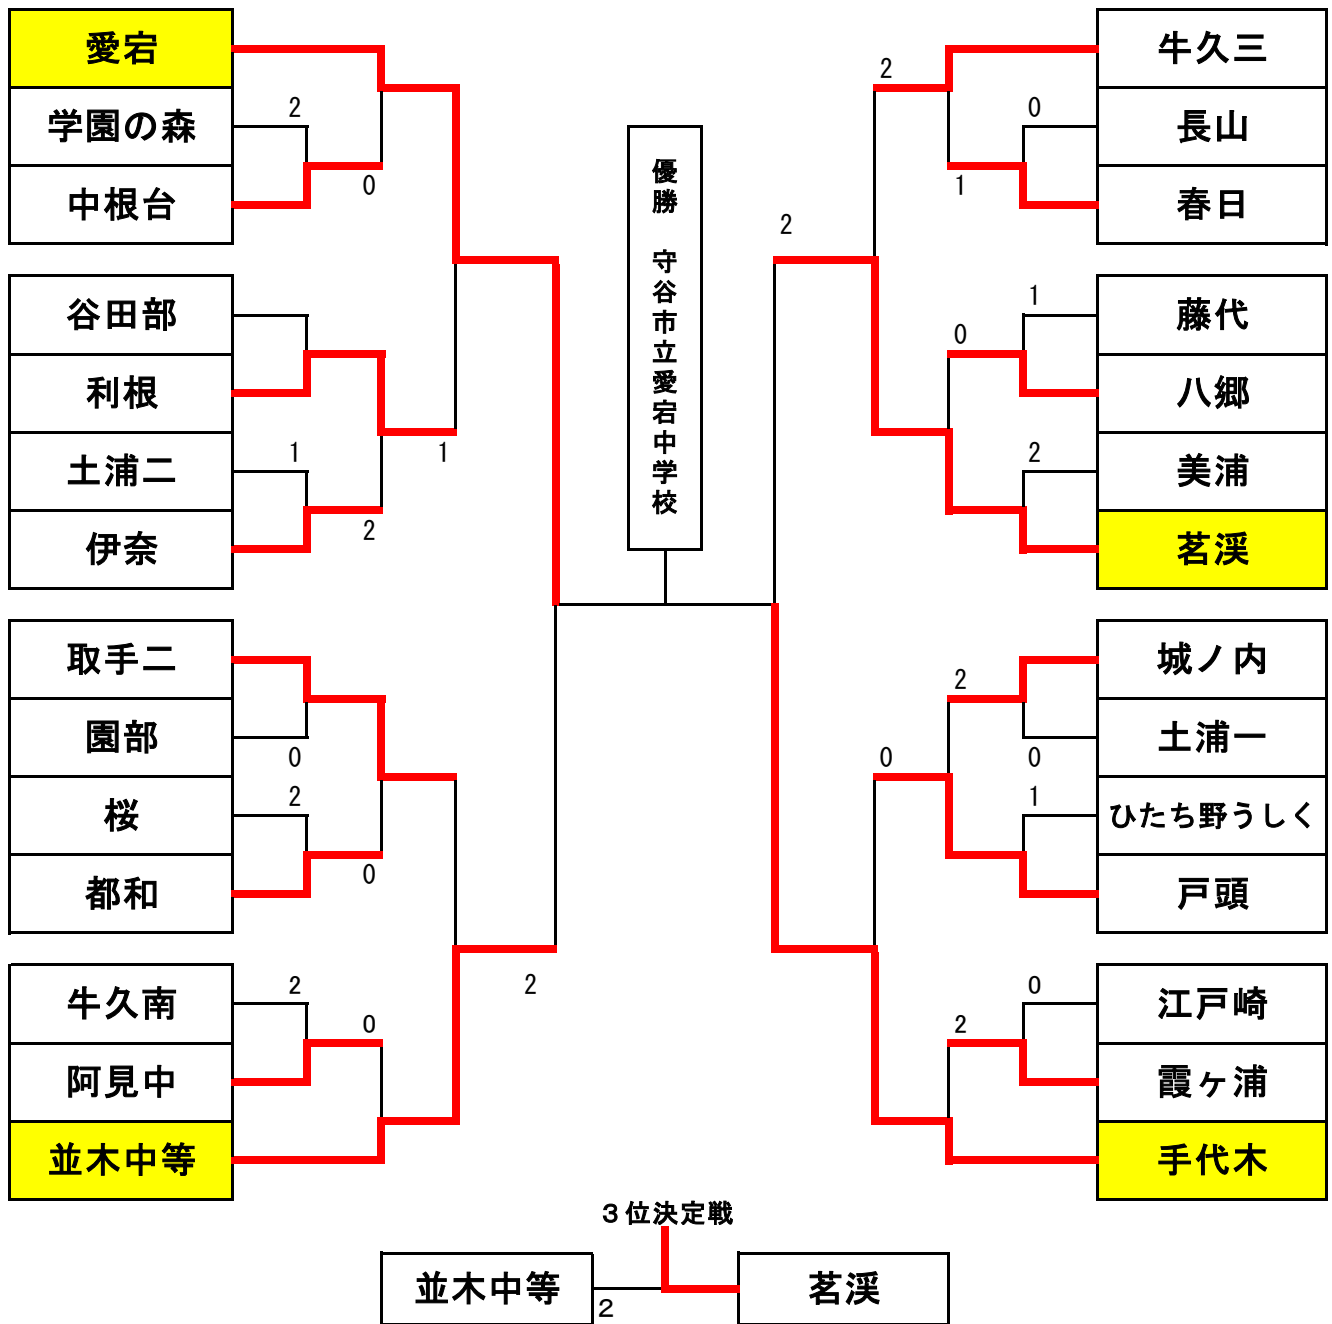 愛宕
学園の森
中根台
2
0
谷田部
利根
土浦二
伊奈
1
2
1
取手二
園部
桜
都和
0
2
0
牛久南
阿見中
並木中等
2
0
2
優勝　守谷市立愛宕中学校
牛久三
長山
春日
2
0
1
2
藤代
八郷
美浦
茗渓
1
0
2
城ノ内
土浦一
ひたち野うしく
戸頭
2
0
0
1
江戸崎
霞ヶ浦
手代木
0
2
３位決定戦
並木中等
2
茗渓